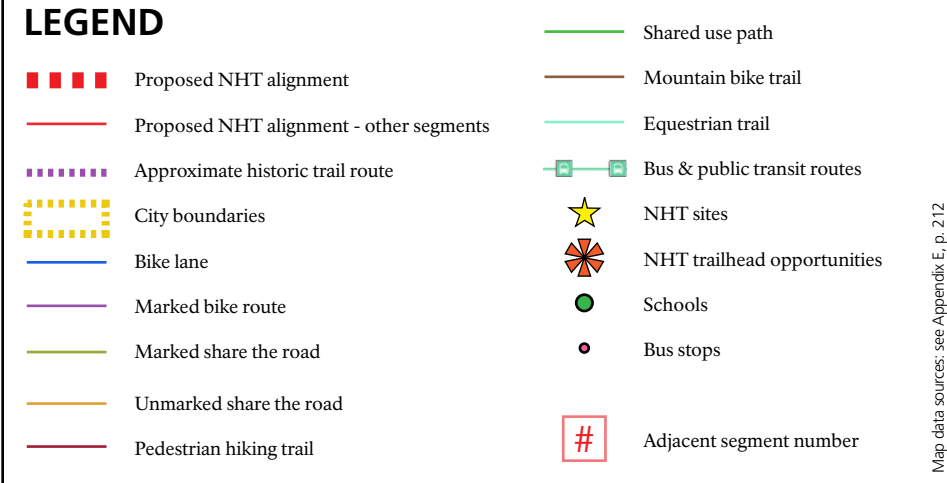 LEGEND
Proposed NHT alignment
Proposed NHT alignment - other segments
Approximate historic trail route
City boundaries
Bike lane
Marked bike route
Marked share the road
Unmarked share the road
Pedestrian hiking trail
Shared use path
Mountain bike trail
Equestrian trail
Bus & public transit routes
NHT sites
NHT trailhead opportunities
Schools
Bus stops
# Adjacent segment number
Map data sources: see Appendix E, p. 212